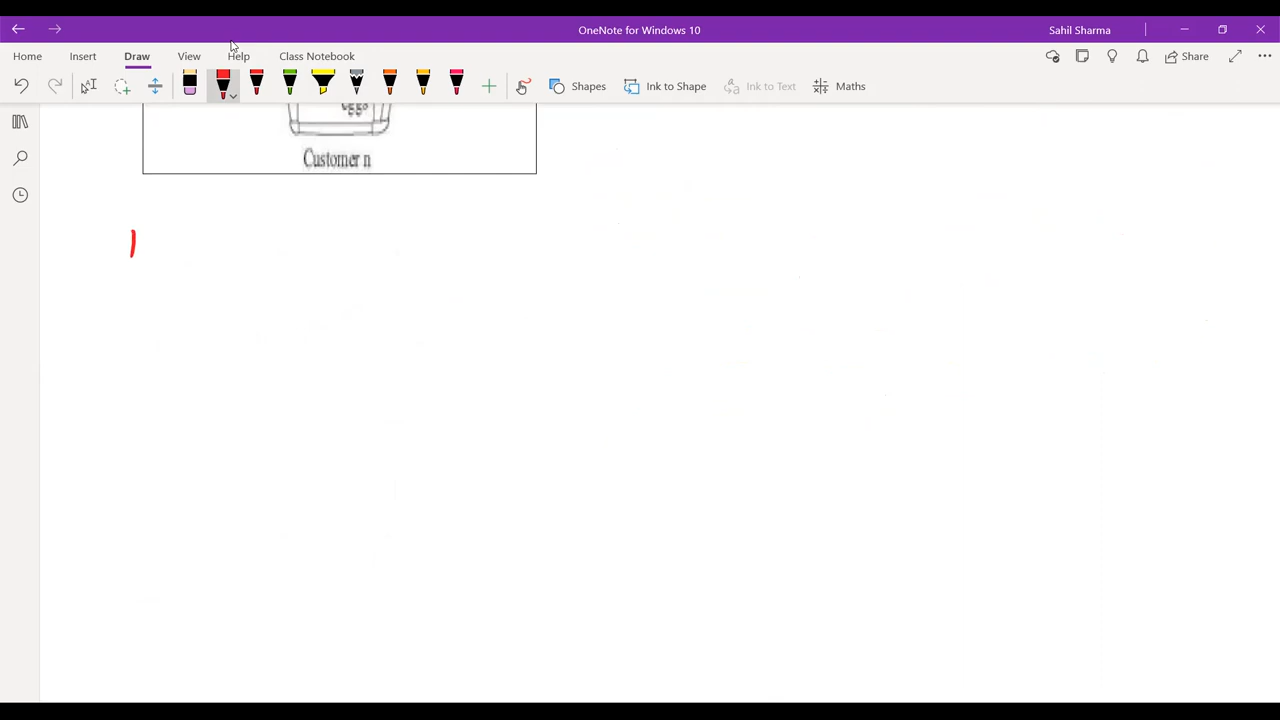 OneNote for Windows 10
Sahil Sharma
Home Insert Draw View Help Class Notebook
Share
Shapes Ink to Shape Ink to Text Maths
eggs
Customer n